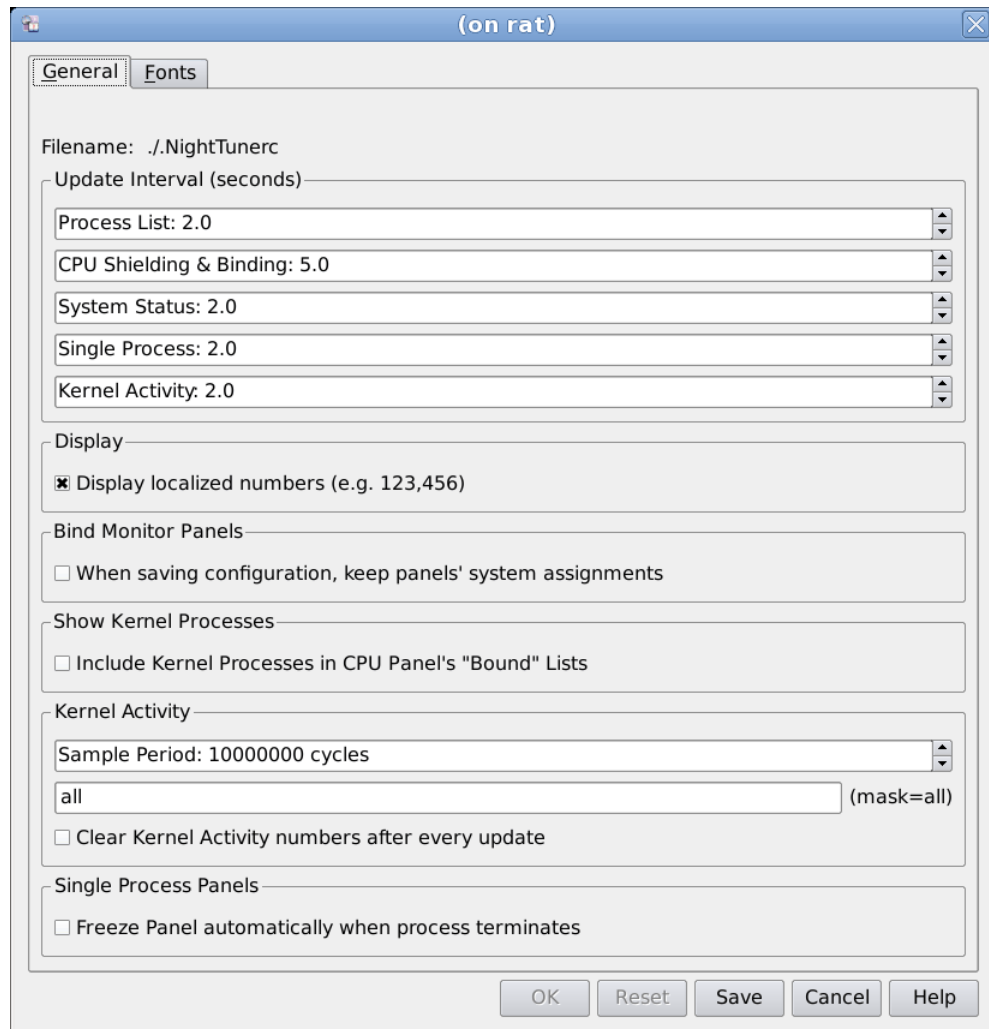 (on rat)
General Fonts
Filename: ./.NightTunerc
Update Interval (seconds)
Process List: 2.0
CPU Shielding & Binding: 5.0
System Status: 2.0
Single Process: 2.0
Kernel Activity: 2.0
Display
Display localized numbers (e.g. 123,456)
Bind Monitor Panels
When saving configuration, keep panels' system assignments
Show Kernel Processes
Include Kernel Processes in CPU Panel's "Bound" Lists
Kernel Activity
Sample Period: 10000000 cycles
all (mask=all)
Clear Kernel Activity numbers after every update
Single Process Panels
Freeze Panel automatically when process terminates
OK Reset Save Cancel Help